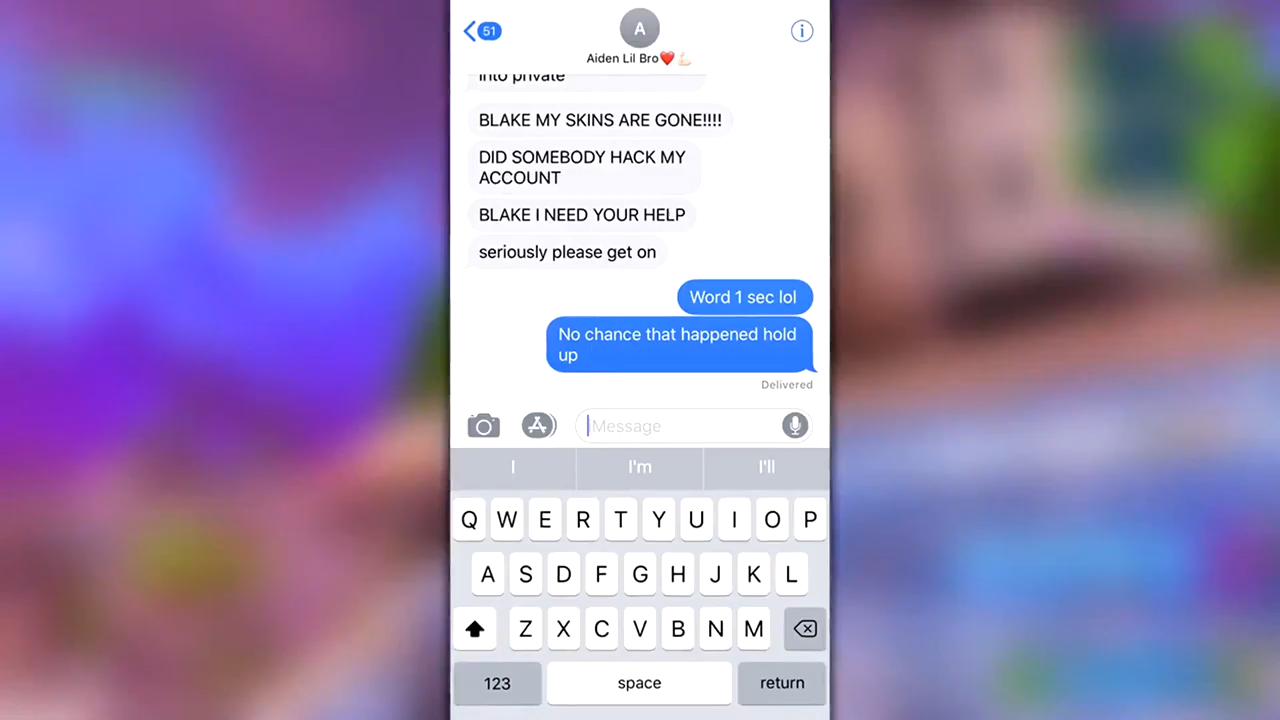 51
A
Aiden Lil Bro❤️💪🏻
into private
BLAKE MY SKINS ARE GONE!!!!
DID SOMEBODY HACK MY
ACCOUNT
BLAKE I NEED YOUR HELP
seriously please get on
Word 1 sec lol
No chance that happened hold
up
Delivered
iMessage
I I'm I'll
Q W E R T Y U I O P
A S D F G H J K L
Z X C V B N M
123 space return